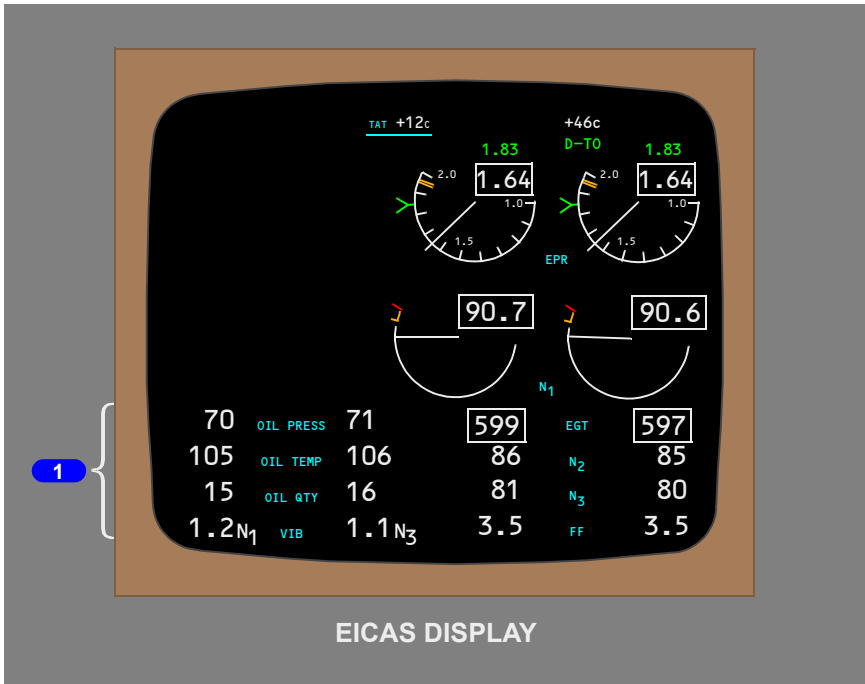 TAT +12c +46c
D-TO
1.83 1.83
2.0 1.64 2.0 1.64
1.0 1.0
1.5 1.5
EPR
90.7 90.6
N1
70 OIL PRESS 71 599 EGT 597
105 OIL TEMP 106 86 N2 85
15 OIL QTY 16 81 N3 80
1.2N1 VIB 1.1N3 3.5 FF 3.5
1
EICAS DISPLAY